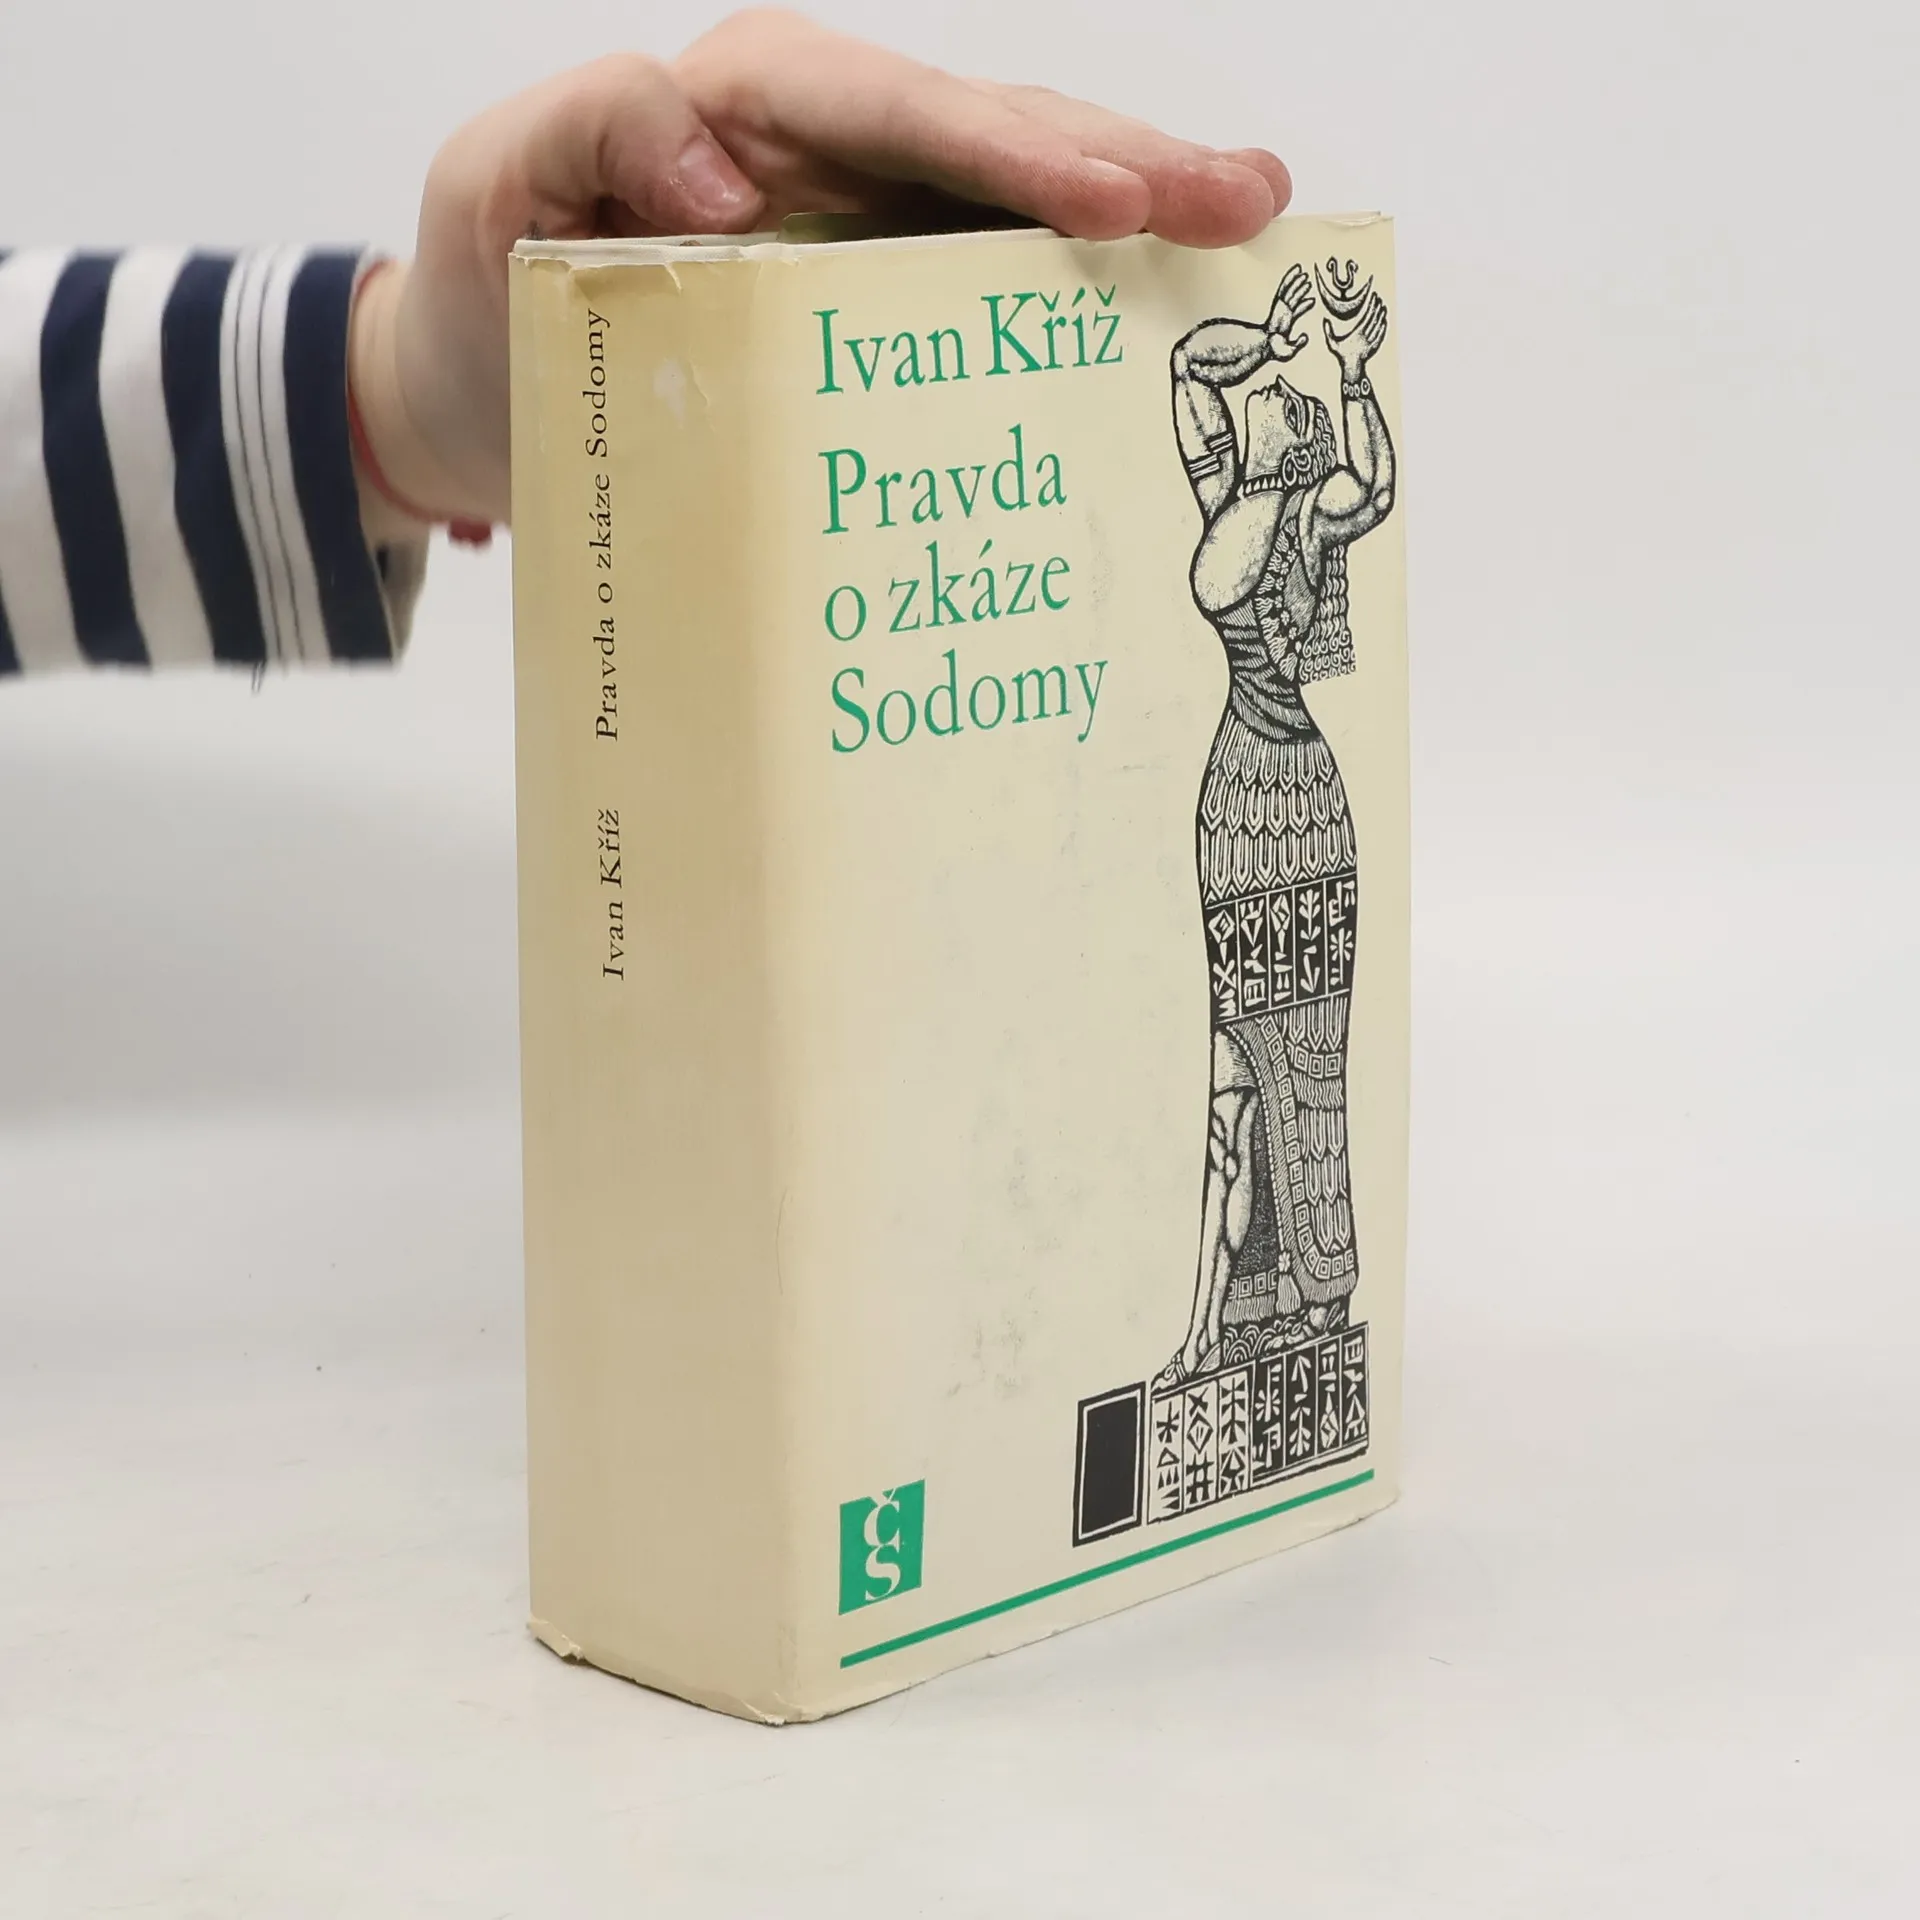 Ivan Kříž
Pravda
o zkáze
Sodomy
ČS
Ivan Kříž Pravda o zkáze Sodomy